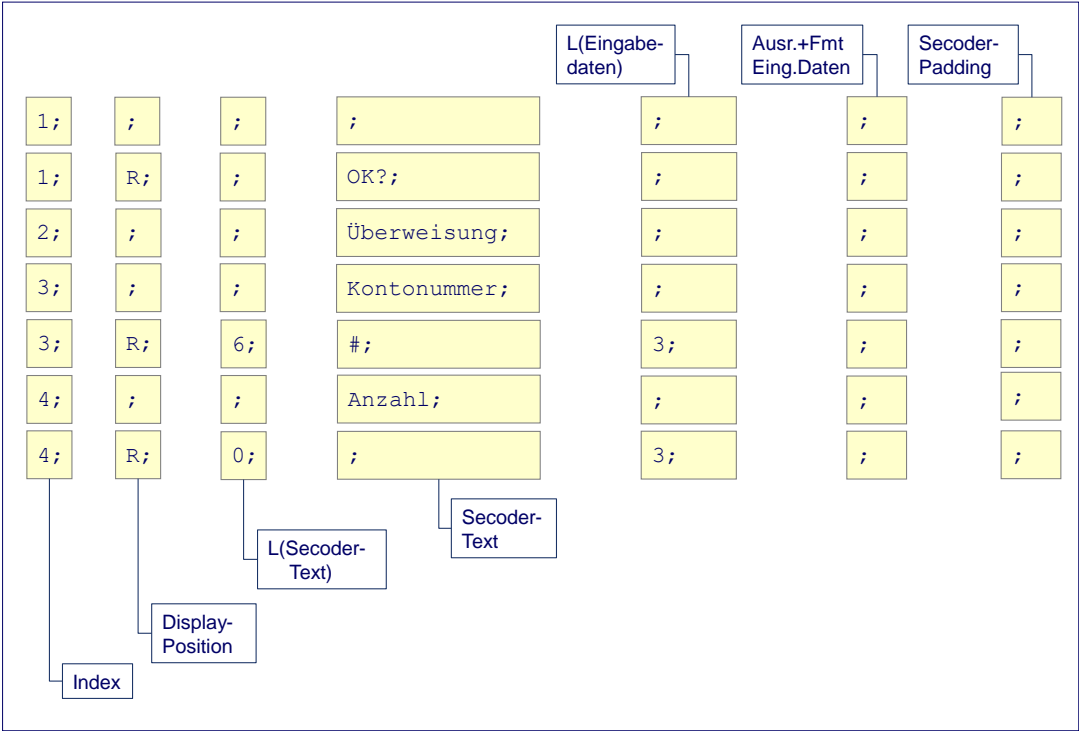 L(Eingabe-
daten)
Ausr.+Fmt
Eing.Daten
Secoder-
Padding
1; ; ; ; ; ; ;
1; R; ; OK?; ; ; ;
2; ; ; Überweisung; ; ; ;
3; ; ; Kontonummer; ; ; ;
3; R; 6; #; 3; ; ;
4; ; ; Anzahl; ; ; ;
4; R; 0; ; 3; ; ;
Secoder-
Text
L(Secoder-
Text)
Display-
Position
Index